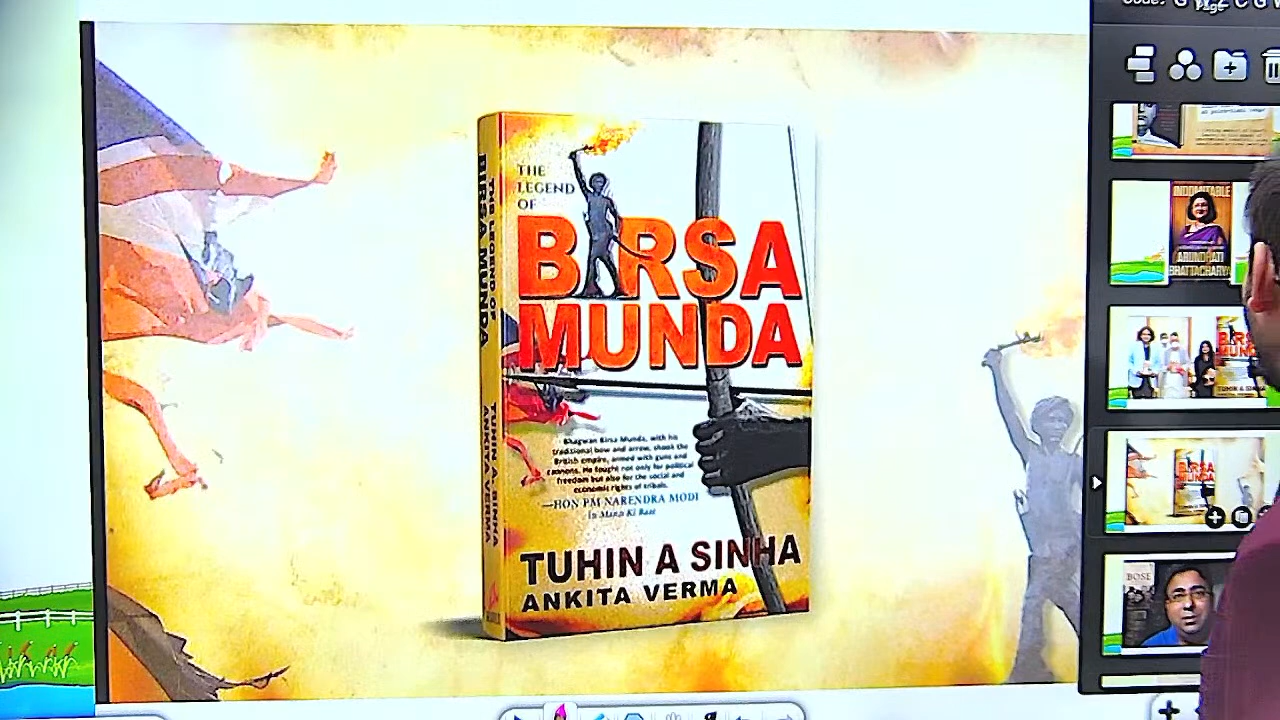 THE
LEGEND
OF
BIRSA
MUNDA
Bhagwan Birsa Munda, with his
traditional bow and arrow, shook the
British empire, armed with guns and
cannons. He fought not only for political
freedom but also for the social and
economic rights of tribals.
—HON PM NARENDRA MODI
in Mann Ki Baat
TUHIN A SINHA
ANKITA VERMA
THE LEGEND OF
BIRSA MUNDA
TUHIN A SINHA
ANKITA VERMA
Page
INDOMITABLE
ARUNDHATI
BHATTACHARYA
TUHIN A SINHA
BIRSA
MUNDA
BOSE